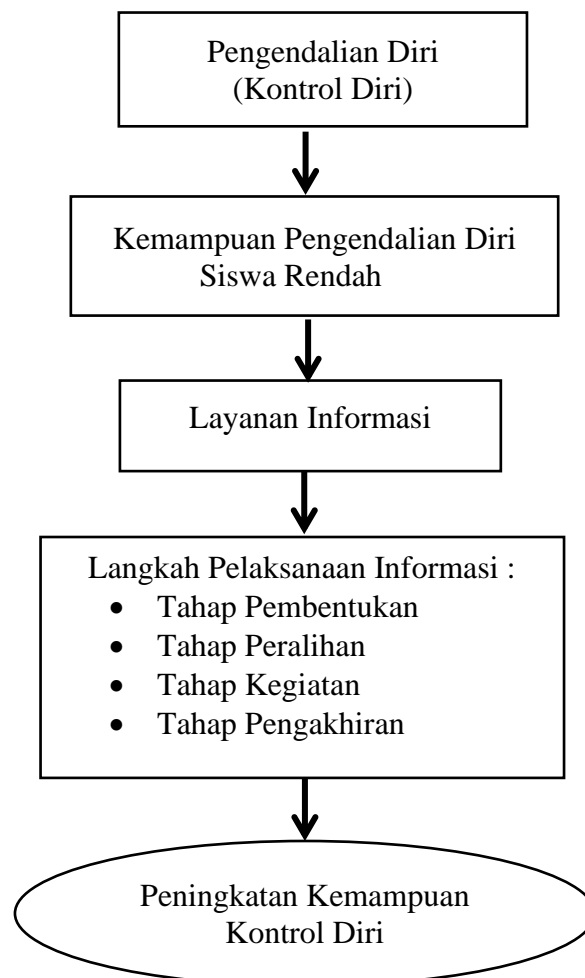 Pengendalian Diri
(Kontrol Diri)
Kemampuan Pengendalian Diri
Siswa Rendah
Layanan Informasi
Langkah Pelaksanaan Informasi :
• Tahap Pembentukan
• Tahap Peralihan
• Tahap Kegiatan
• Tahap Pengakhiran
Peningkatan Kemampuan
Kontrol Diri